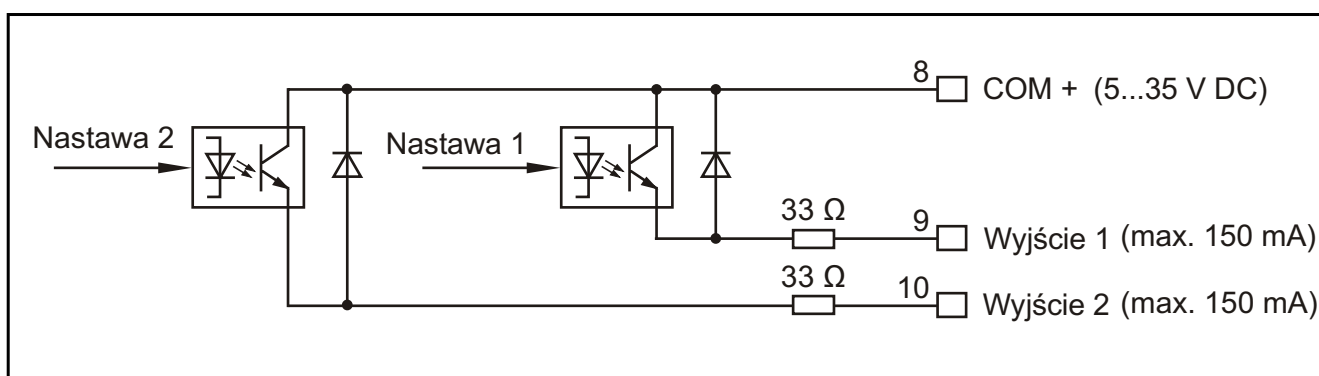 8
COM + (5...35 V DC)
Nastawa 2
Nastawa 1
33 Ω
9
Wyjście 1 (max. 150 mA)
33 Ω
10
Wyjście 2 (max. 150 mA)